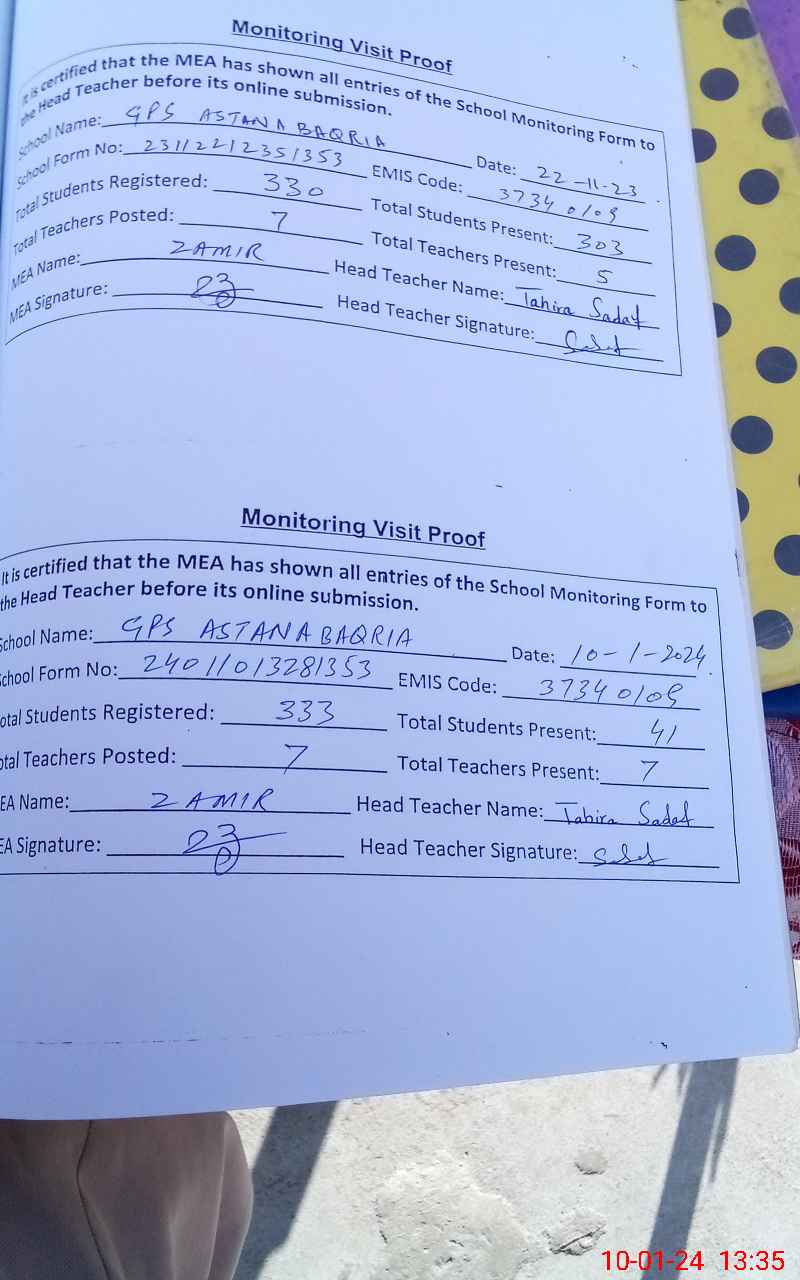 Monitoring Visit Proof
It is certified that the MEA has shown all entries of the School Monitoring Form to
the Head Teacher before its online submission.
School Name: GPS ASTANA BAQRIA Date: 22-11-23
School Form No: 23112212351353 EMIS Code: 37340109
Total Students Registered: 330 Total Students Present: 303
Total Teachers Posted: 7 Total Teachers Present: 5
MEA Name: ZAMIR Head Teacher Name: Tahira Sadaf
MEA Signature: Head Teacher Signature:
Monitoring Visit Proof
It is certified that the MEA has shown all entries of the School Monitoring Form to
the Head Teacher before its online submission.
School Name: GPS ASTANA BAQRIA Date: 10-1-2024
School Form No: 24011013281353 EMIS Code: 37340109
otal Students Registered: 333 Total Students Present: 41
otal Teachers Posted: 7 Total Teachers Present: 7
EA Name: ZAMIR Head Teacher Name: Tahira Sadaf
EA Signature: Head Teacher Signature:
10-01-24 13:35